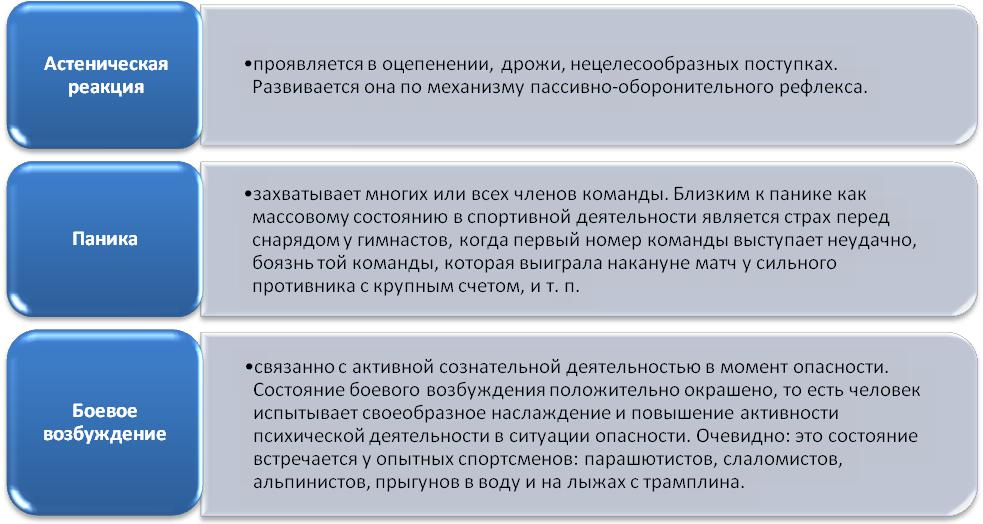 Астеническая
реакция
•проявляется в оцепенении, дрожи, нецелесообразных поступках.
Развивается она по механизму пассивно-оборонительного рефлекса.
Паника
•захватывает многих или всех членов команды. Близким к панике как
массовому состоянию в спортивной деятельности является страх перед
снарядом у гимнастов, когда первый номер команды выступает неудачно,
боязнь той команды, которая выиграла накануне матч у сильного
противника с крупным счетом, и т. п.
Боевое
возбуждение
•связанно с активной сознательной деятельностью в момент опасности.
Состояние боевого возбуждения положительно окрашено, то есть человек
испытывает своеобразное наслаждение и повышение активности
психической деятельности в ситуации опасности. Очевидно: это состояние
встречается у опытных спортсменов: парашютистов, слаломистов,
альпинистов, прыгунов в воду и на лыжах с трамплина.